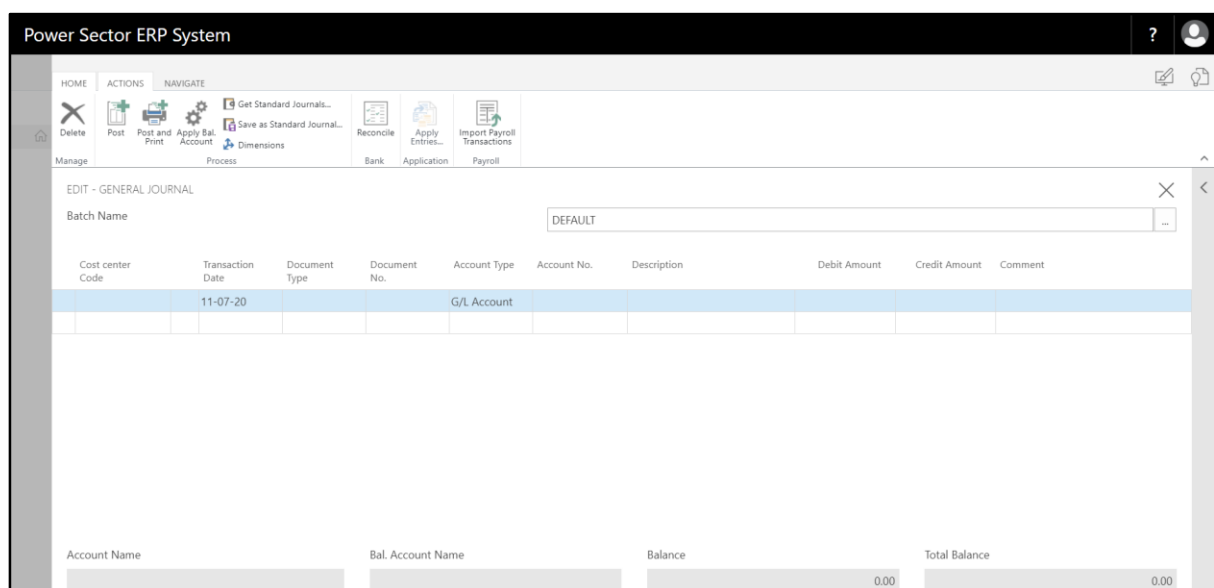 Power Sector ERP System ?
HOME ACTIONS NAVIGATE
Get Standard Journals...
Save as Standard Journal...
Dimensions
Delete Post Post and Print Apply Bal. Account Reconcile Apply Entries... Import Payroll Transactions
Manage Process Bank Application Payroll
EDIT - GENERAL JOURNAL
Batch Name DEFAULT ...
Cost center Code Transaction Date Document Type Document No. Account Type Account No. Description Debit Amount Credit Amount Comment
11-07-20 G/L Account
Account Name Bal. Account Name Balance Total Balance
0.00 0.00